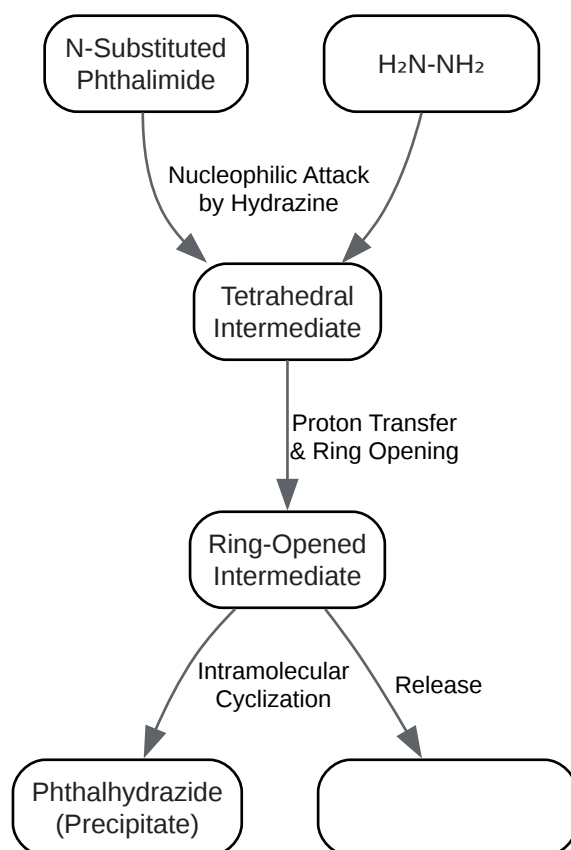 N-Substituted
Phthalimide
H₂N-NH₂
Nucleophilic Attack
by Hydrazine
Tetrahedral
Intermediate
Proton Transfer
& Ring Opening
Ring-Opened
Intermediate
Intramolecular
Cyclization
Release
Phthalhydrazide
(Precipitate)